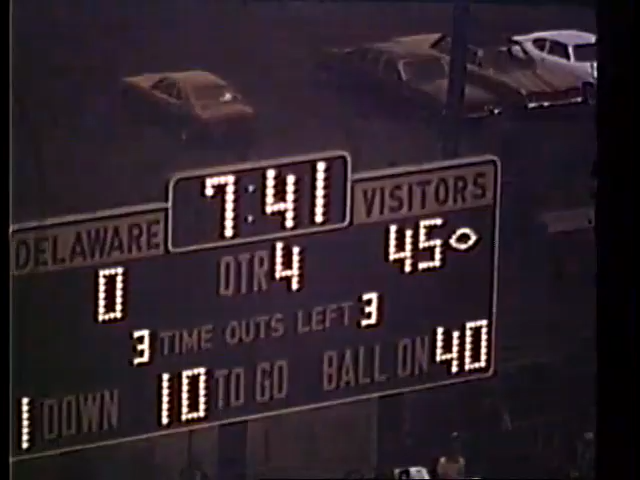 7:41
DELAWARE VISITORS
0 QTR 4 45
3 TIME OUTS LEFT 3
1 DOWN 10 TO GO BALL ON 40